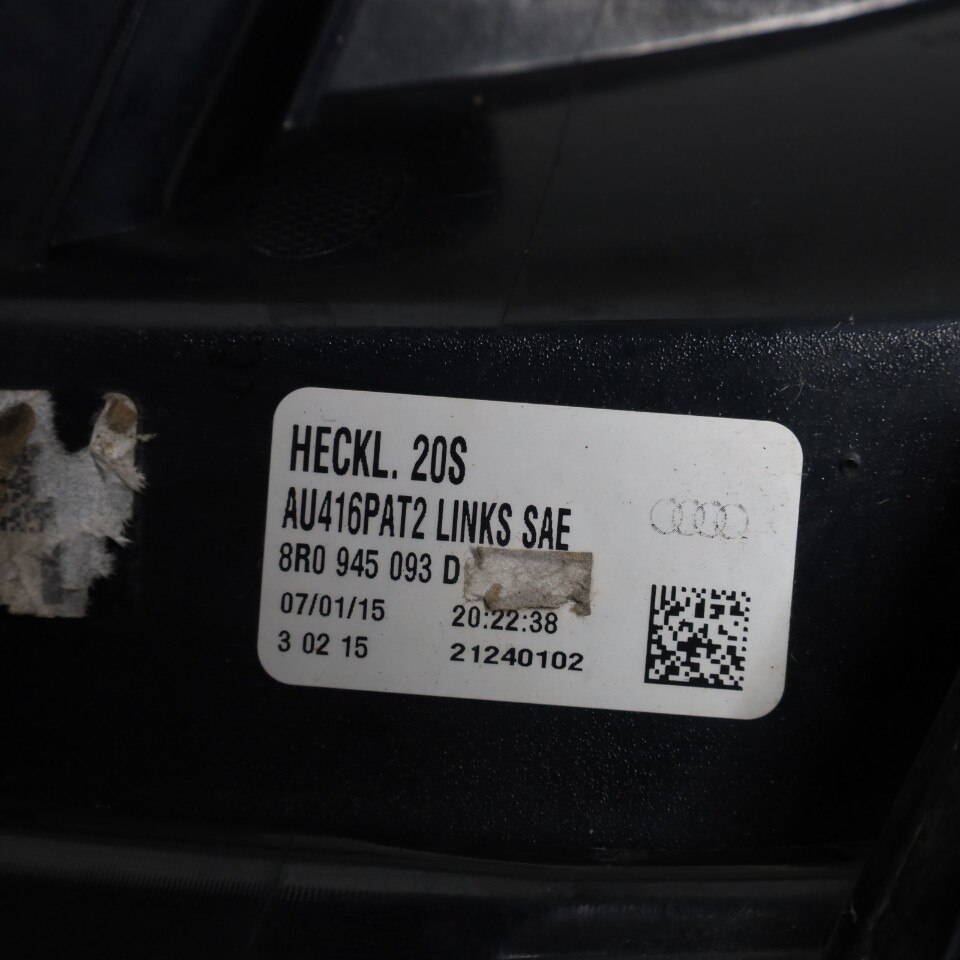 HECKL. 20S
AU416PAT2 LINKS SAE
8R0 945 093 D
07/01/15 20:22:38
3 02 15 21240102